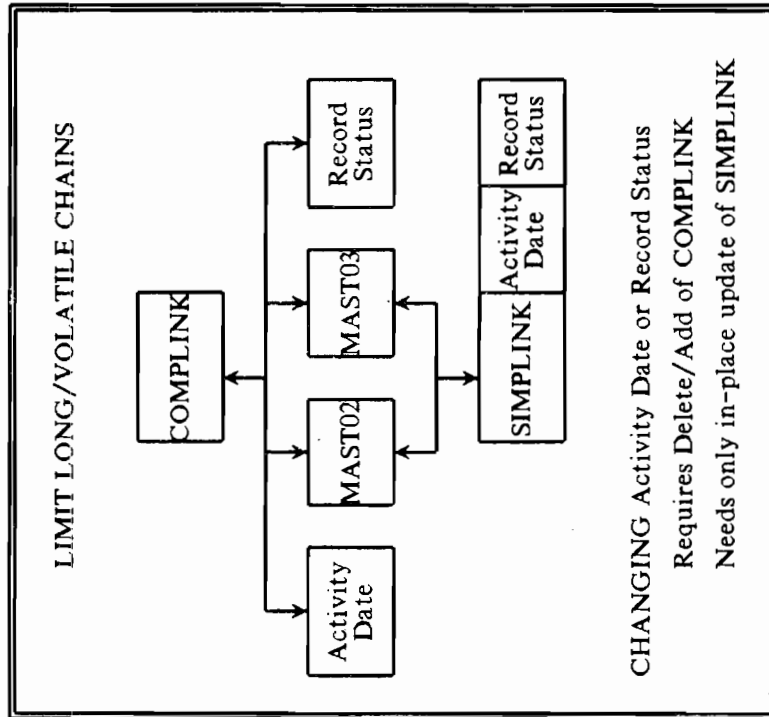 LIMIT LONG/VOLATILE CHAINS
COMPLINK
Activity
Date
MAST02
MAST03
Record
Status
SIMPLINK
Activity
Date
Record
Status
CHANGING Activity Date or Record Status
Requires Delete/Add of COMPLINK
Needs only in-place update of SIMPLINK